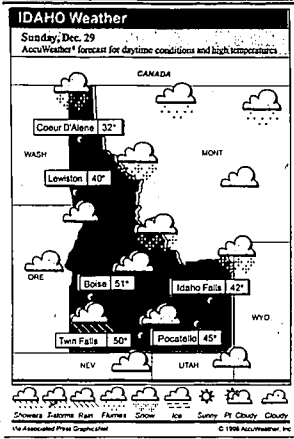 IDAHO Weather
Sunday, Dec. 29
AccuWeather® forecast for daytime conditions and high temperatures
CANADA
Coeur D'Alene 32°
WASH
MONT
Lewiston 40°
ORE
Boise 51°
Idaho Falls 42°
WYO
Twin Falls 50°
Pocatello 45°
NEV
UTAH
Showers T-storms Rain Flurries Snow Ice Sunny Pt. Cloudy Cloudy
Via Associated Press GraphicsNet
© 1996 AccuWeather, Inc.